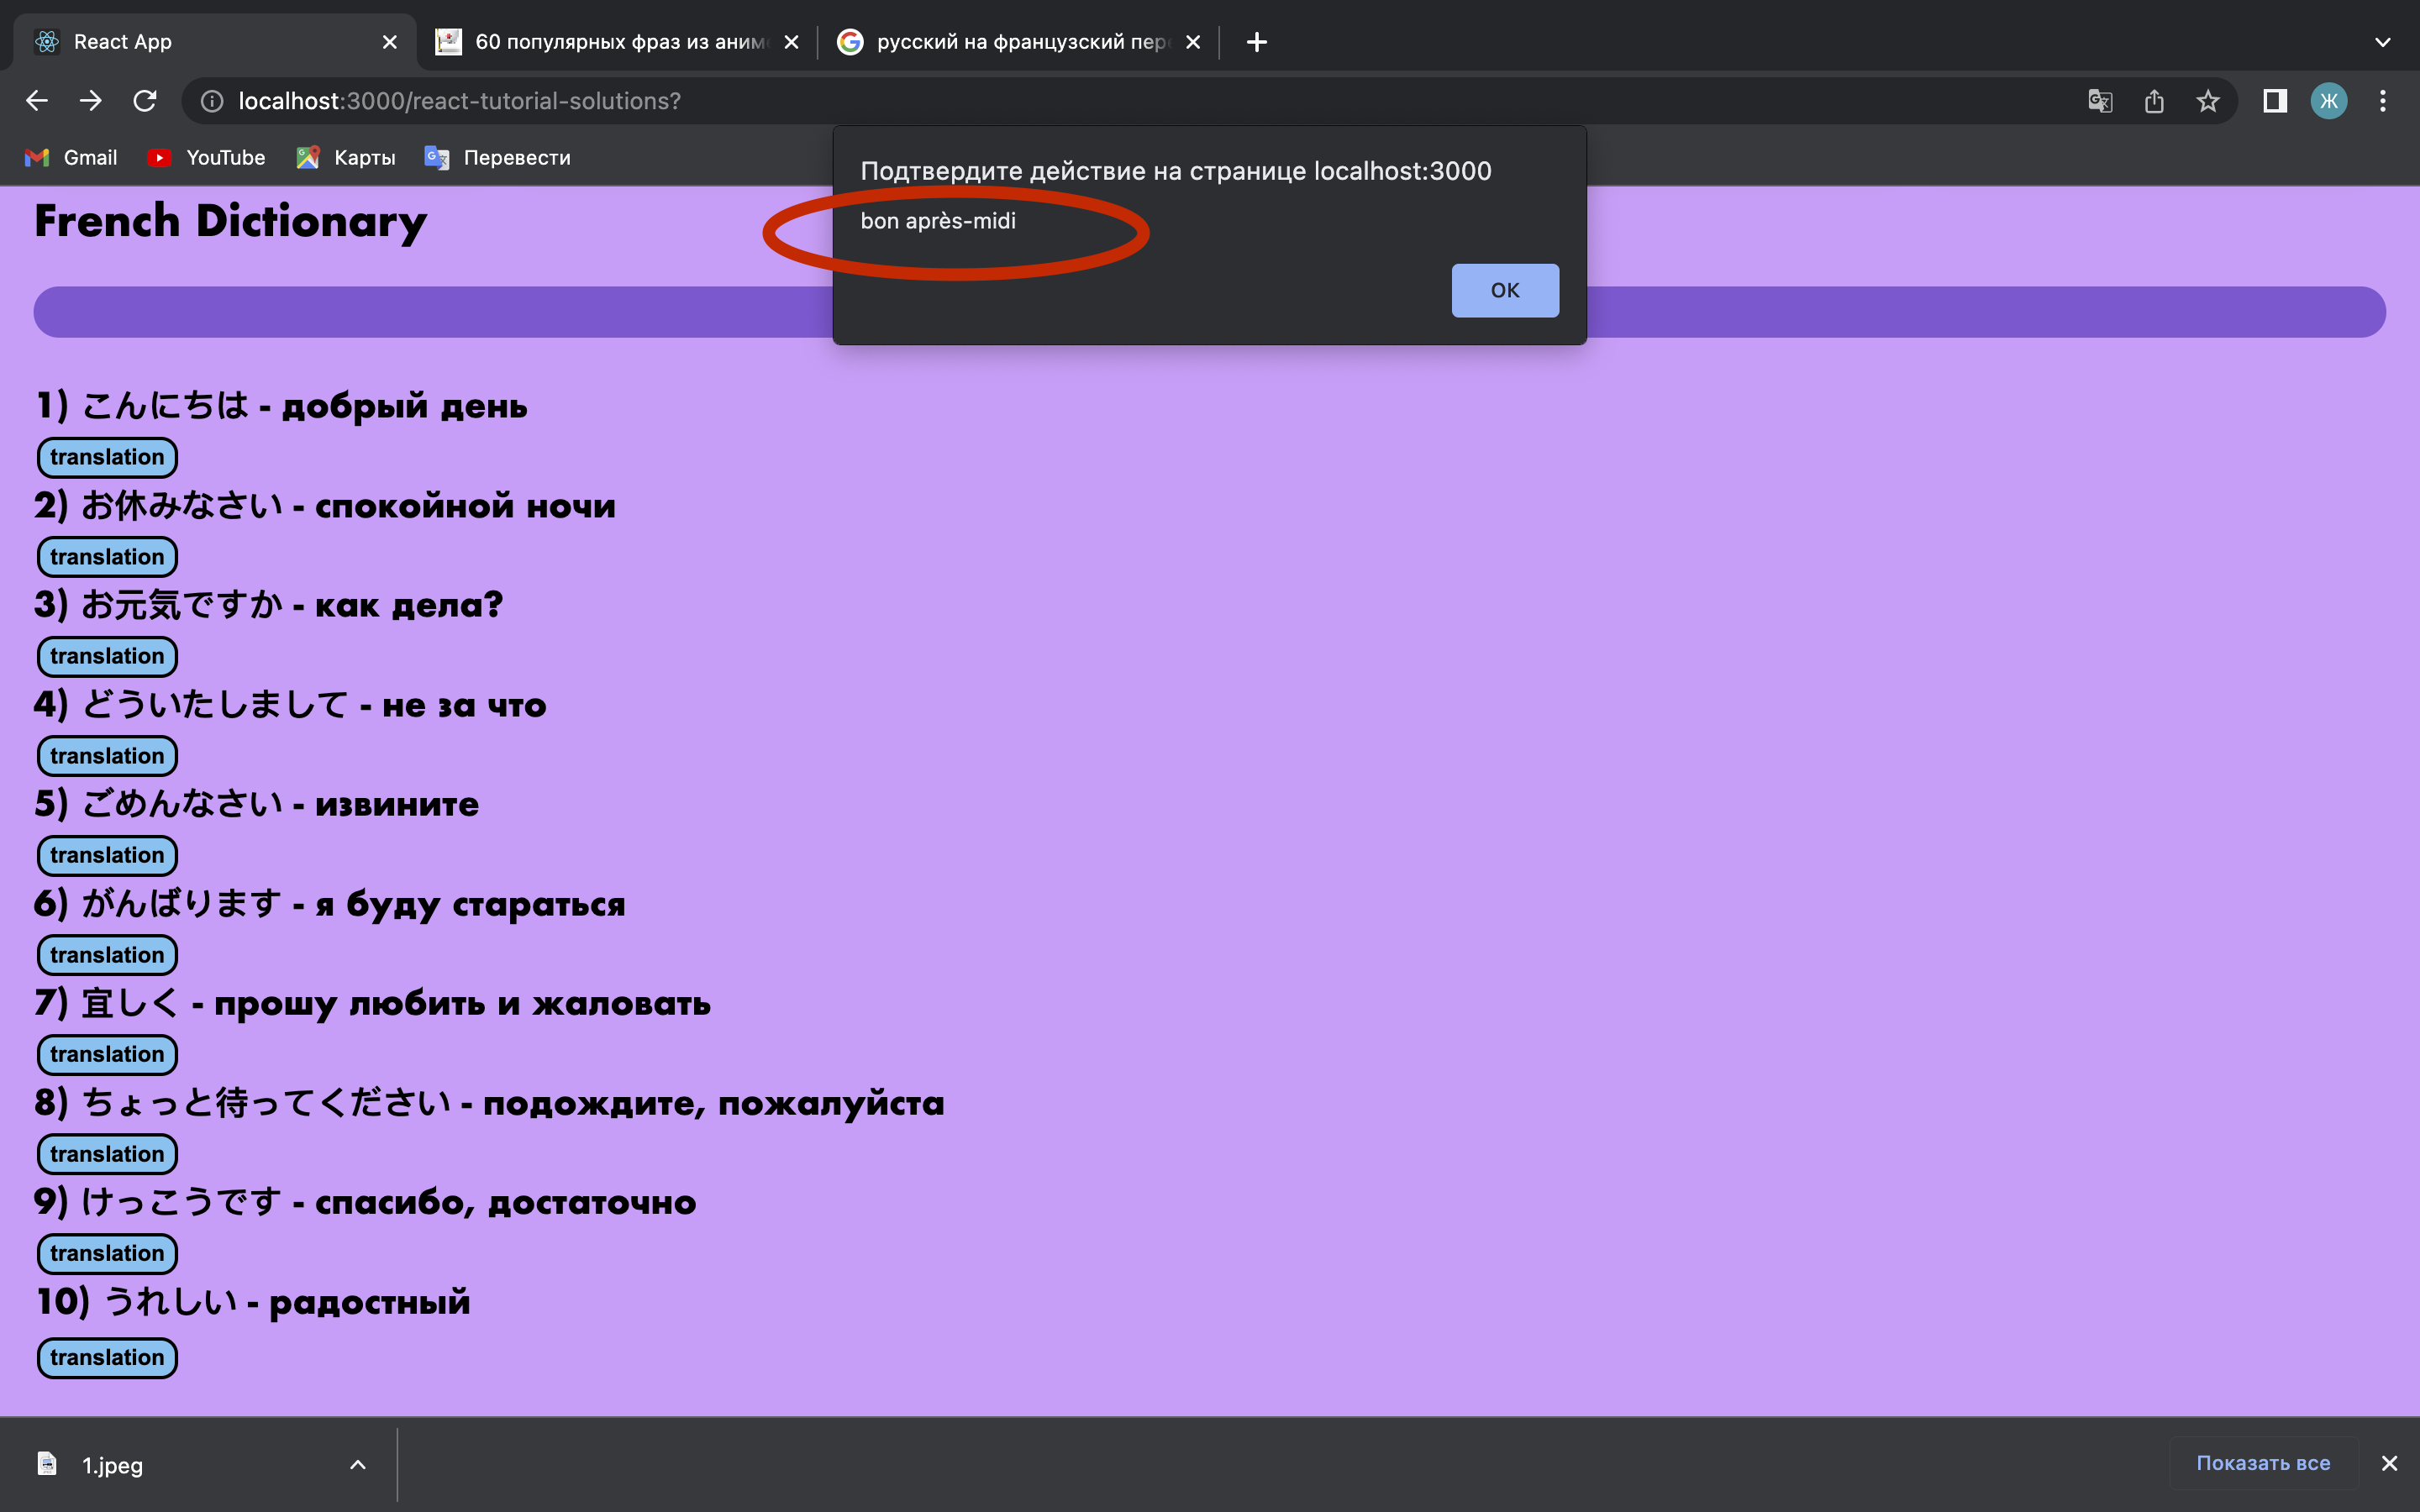 React App
60 популярных фраз из аним
русский на французский пер
localhost:3000/react-tutorial-solutions?
Ж
Gmail
YouTube
Карты
Перевести
Подтвердите действие на странице localhost:3000
bon après-midi
ОК
French Dictionary
1) こんにちは - добрый день
translation
2) お休みなさい - спокойной ночи
translation
3) お元気ですか - как дела?
translation
4) どういたしまして - не за что
translation
5) ごめんなさい - извините
translation
6) がんばります - я буду стараться
translation
7) 宜しく - прошу любить и жаловать
translation
8) ちょっと待ってください - подождите, пожалуйста
translation
9) けっこうです - спасибо, достаточно
translation
10) うれしい - радостный
translation
1.jpeg
Показать все